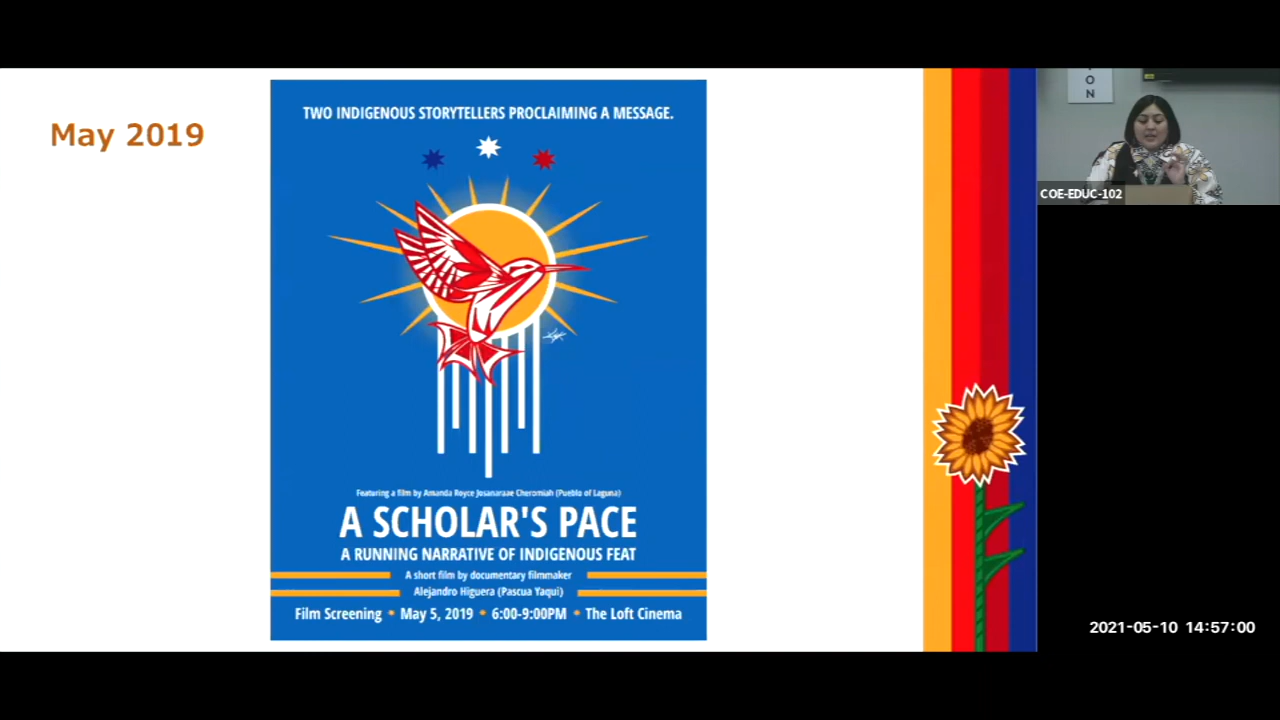 May 2019
TWO INDIGENOUS STORYTELLERS PROCLAIMING A MESSAGE.
Featuring a film by Amanda Royce Josanaraae Cheromiah (Pueblo of Laguna)
A SCHOLAR'S PACE
A RUNNING NARRATIVE OF INDIGENOUS FEAT
A short film by documentary filmmaker
Alejandro Higuera (Pascua Yaqui)
Film Screening • May 5, 2019 • 6:00-9:00PM • The Loft Cinema
O
N
COE-EDUC-102
2021-05-10 14:57:00